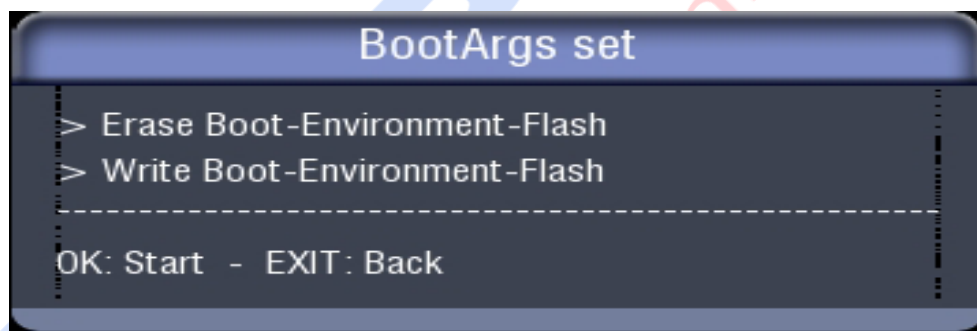 BootArgs set
> Erase Boot-Environment-Flash
> Write Boot-Environment-Flash
------------------------------------------------------
OK: Start - EXIT: Back